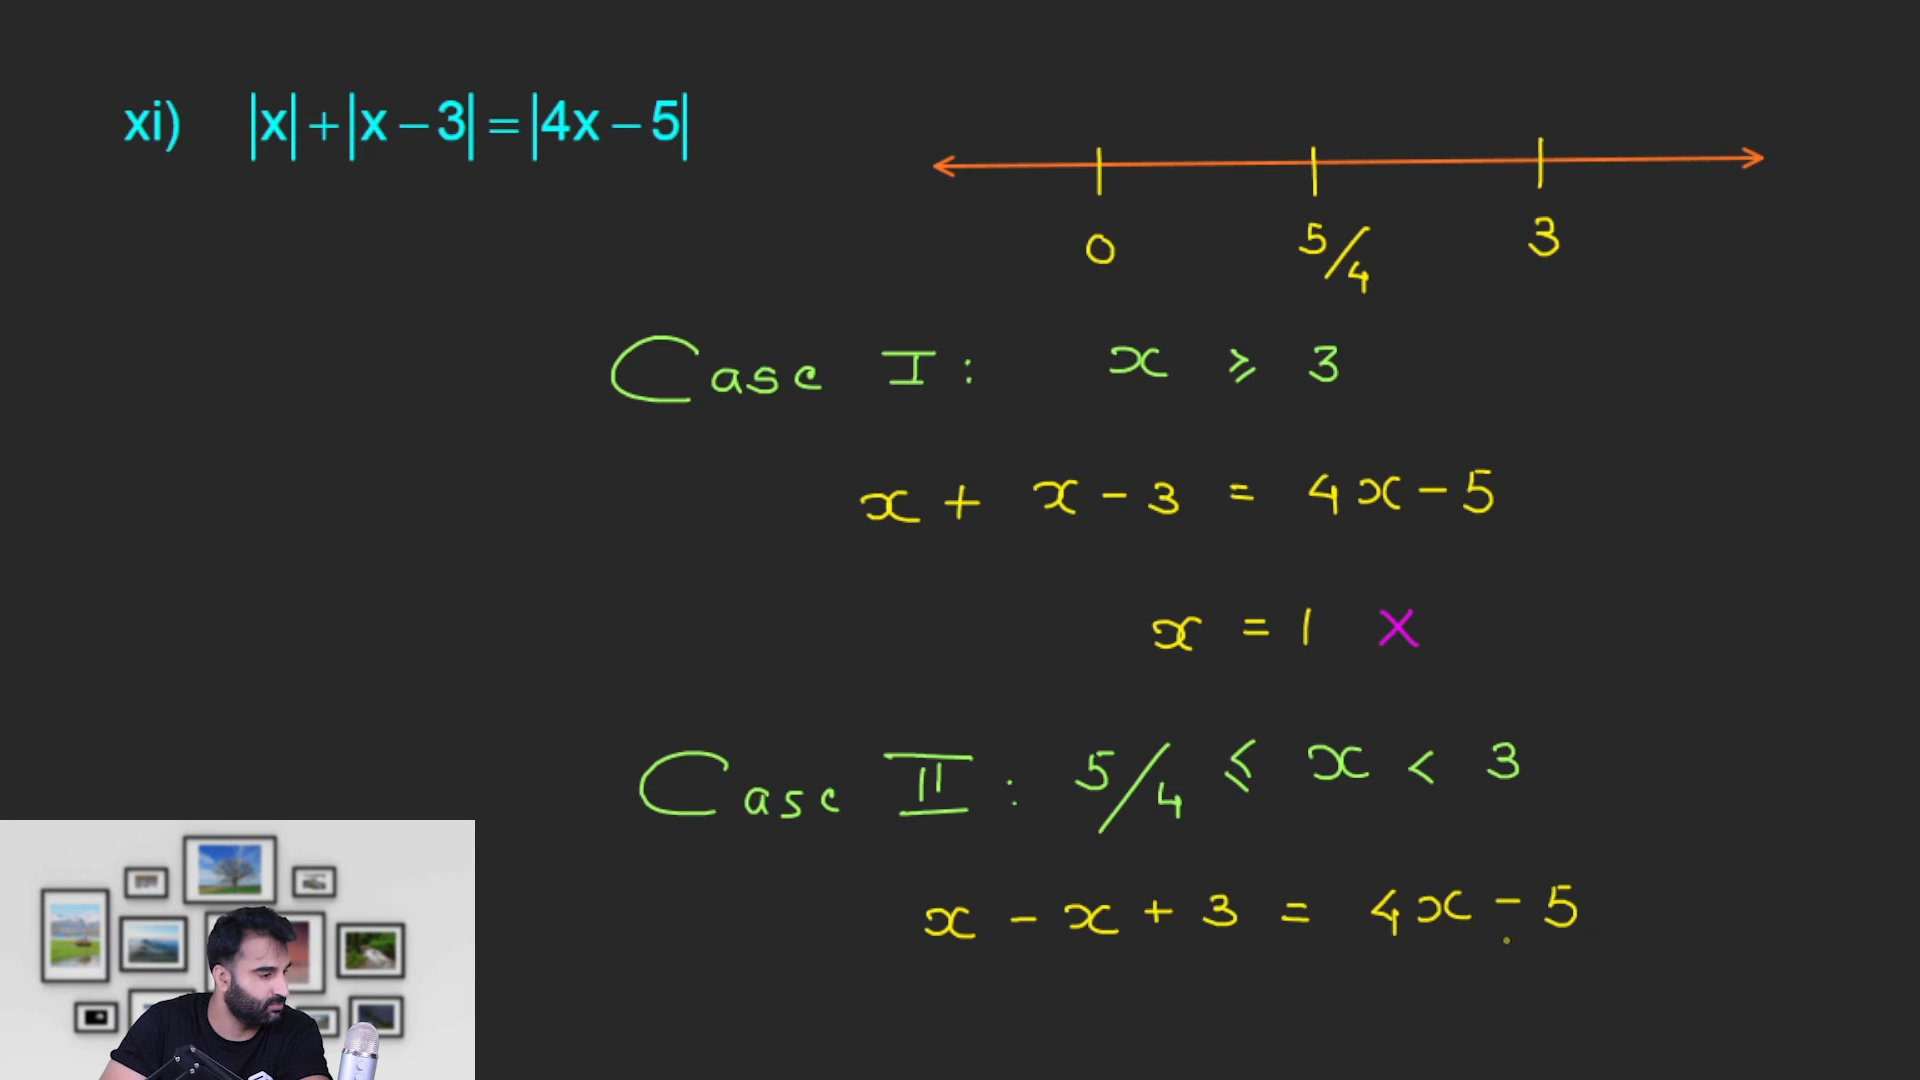 xi) |x|+|x−3|=|4x−5|
0 5/4 3
Case I: x ⩾ 3
x + x − 3 = 4x − 5
x = 1 ×
Case II: 5/4 ⩽ x < 3
x − x + 3 = 4x − 5